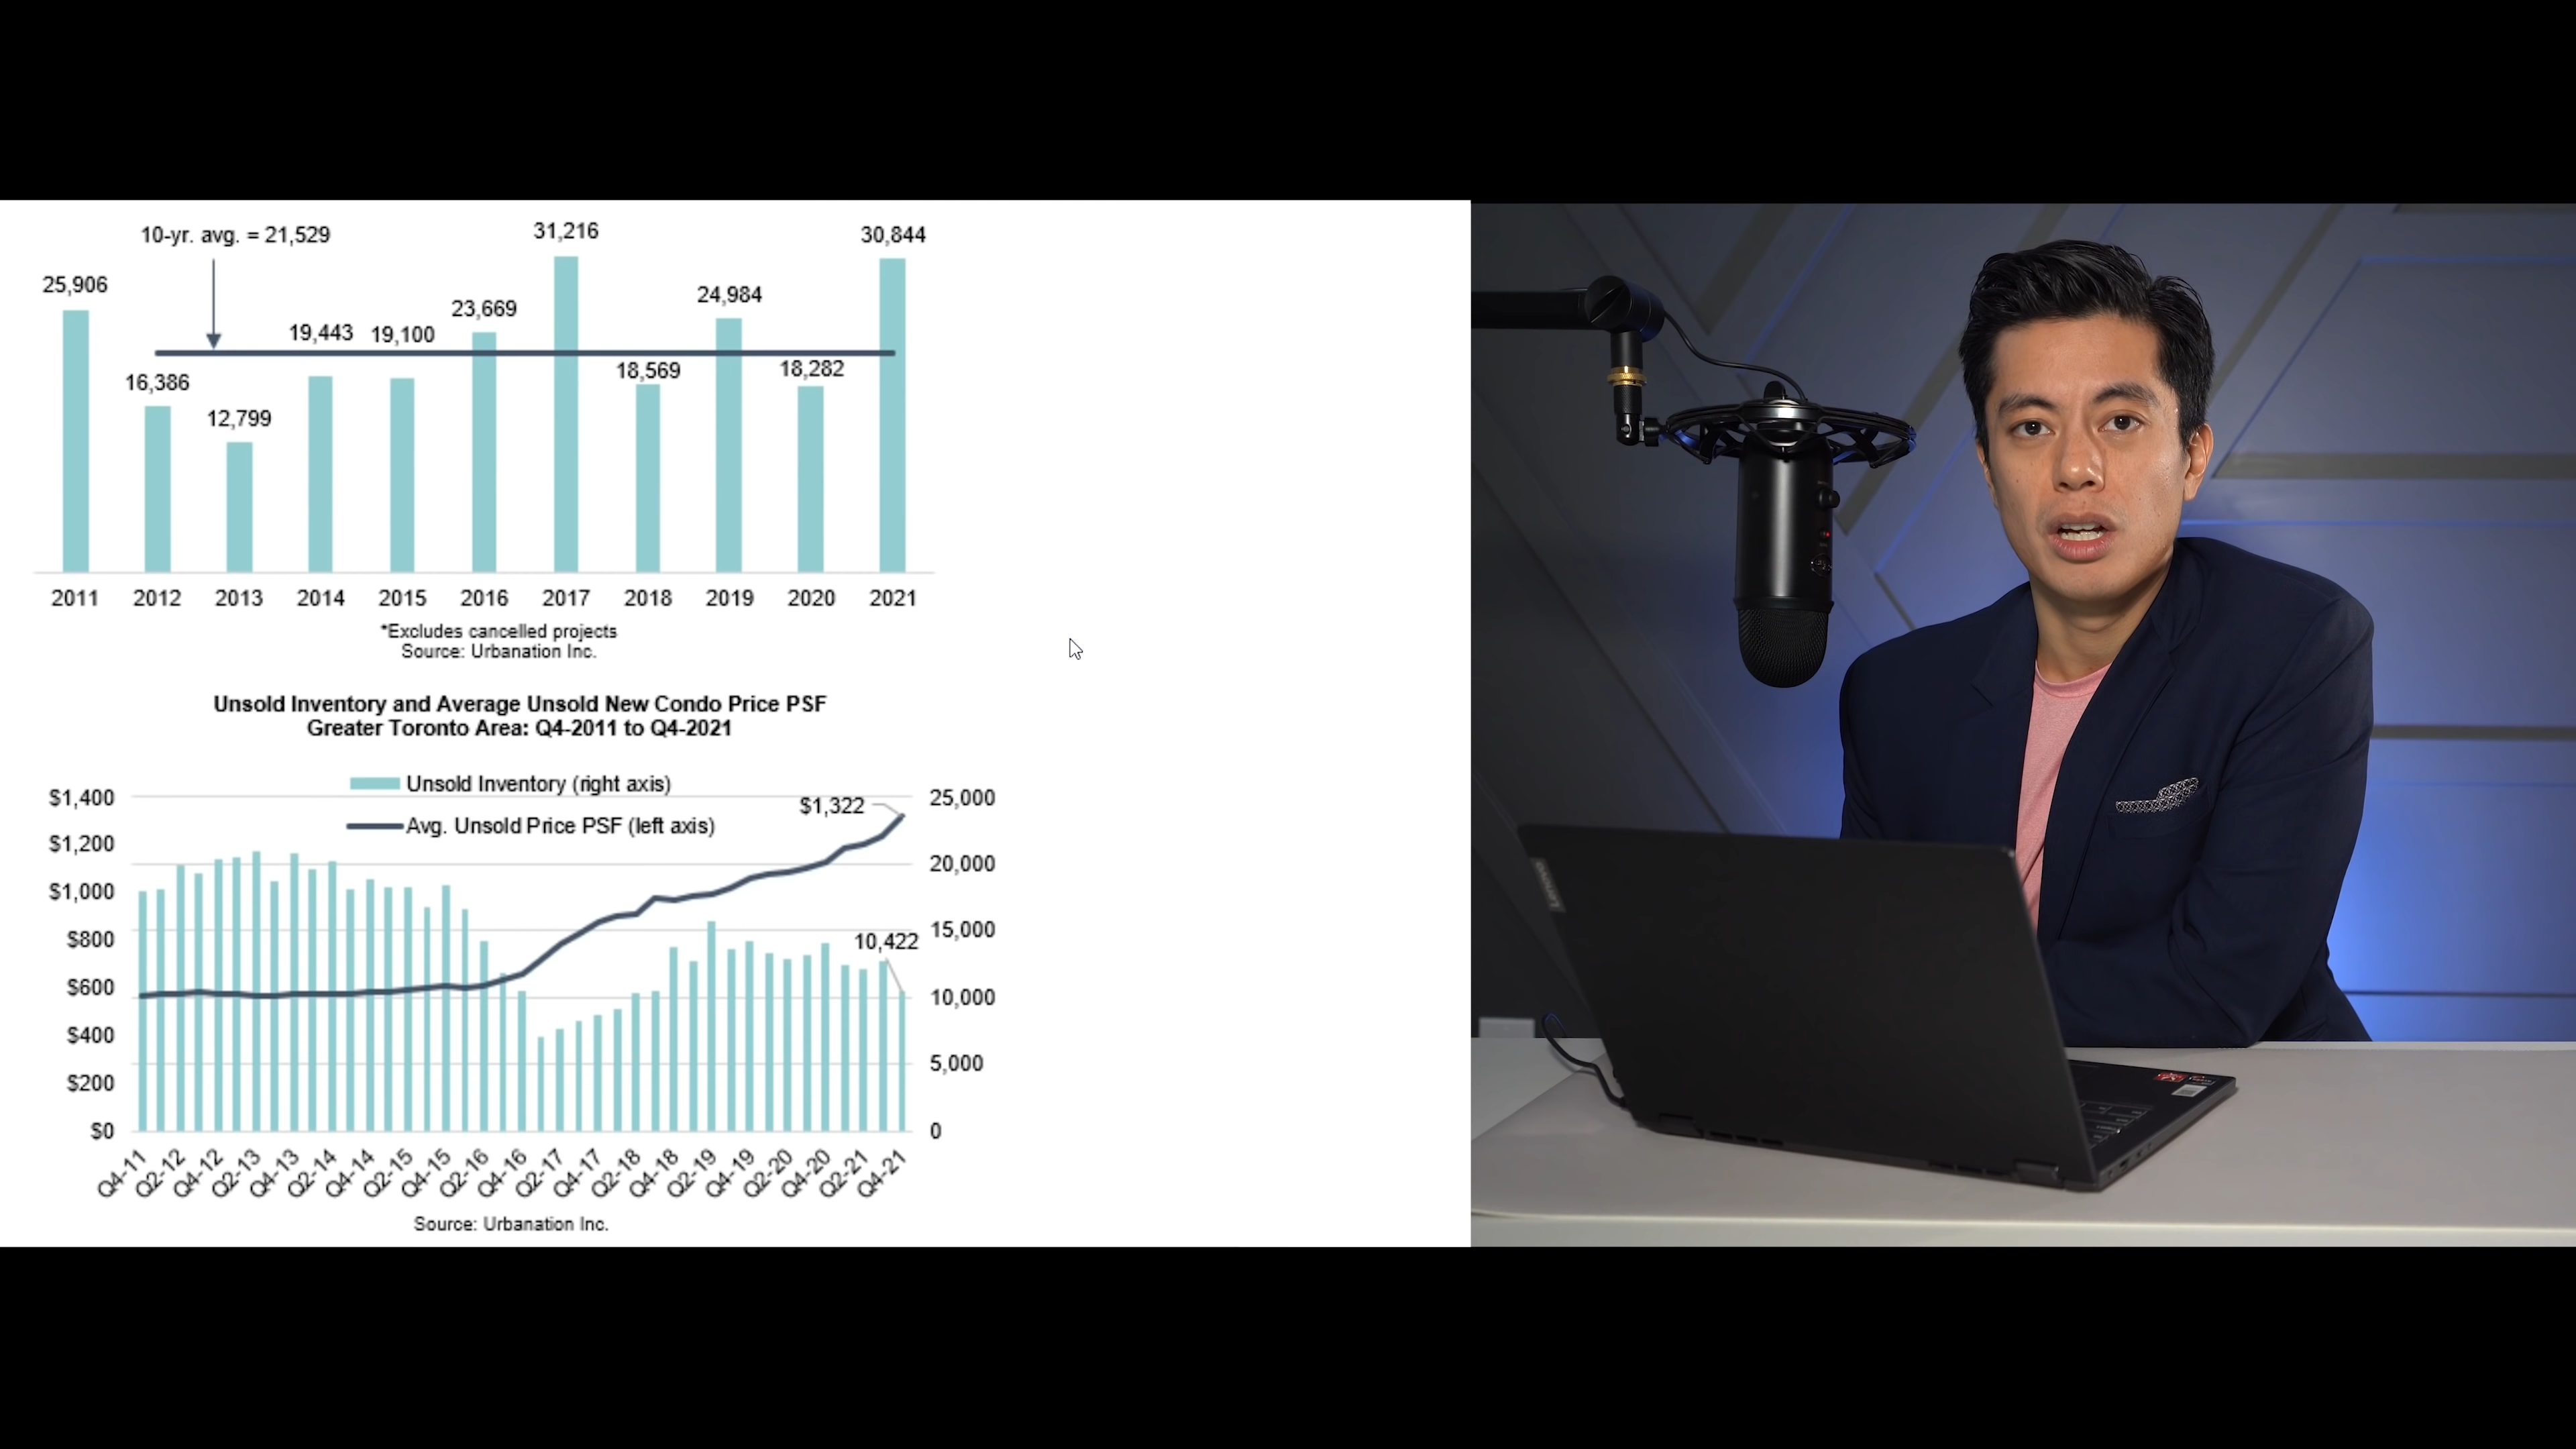 10-yr. avg. = 21,529
25,906
16,386
12,799
19,443
19,100
23,669
31,216
18,569
24,984
18,282
30,844
2011 2012 2013 2014 2015 2016 2017 2018 2019 2020 2021
*Excludes cancelled projects
Source: Urbanation Inc.
Unsold Inventory and Average Unsold New Condo Price PSF
Greater Toronto Area: Q4-2011 to Q4-2021
Unsold Inventory (right axis)
Avg. Unsold Price PSF (left axis)
$1,400
$1,200
$1,000
$800
$600
$400
$200
$0
$1,322
10,422
25,000
20,000
15,000
10,000
5,000
0
Q4-11 Q2-12 Q4-12 Q2-13 Q4-13 Q2-14 Q4-14 Q2-15 Q4-15 Q2-16 Q4-16 Q2-17 Q4-17 Q2-18 Q4-18 Q2-19 Q4-19 Q2-20 Q4-20 Q2-21 Q4-21
Source: Urbanation Inc.
Lenovo